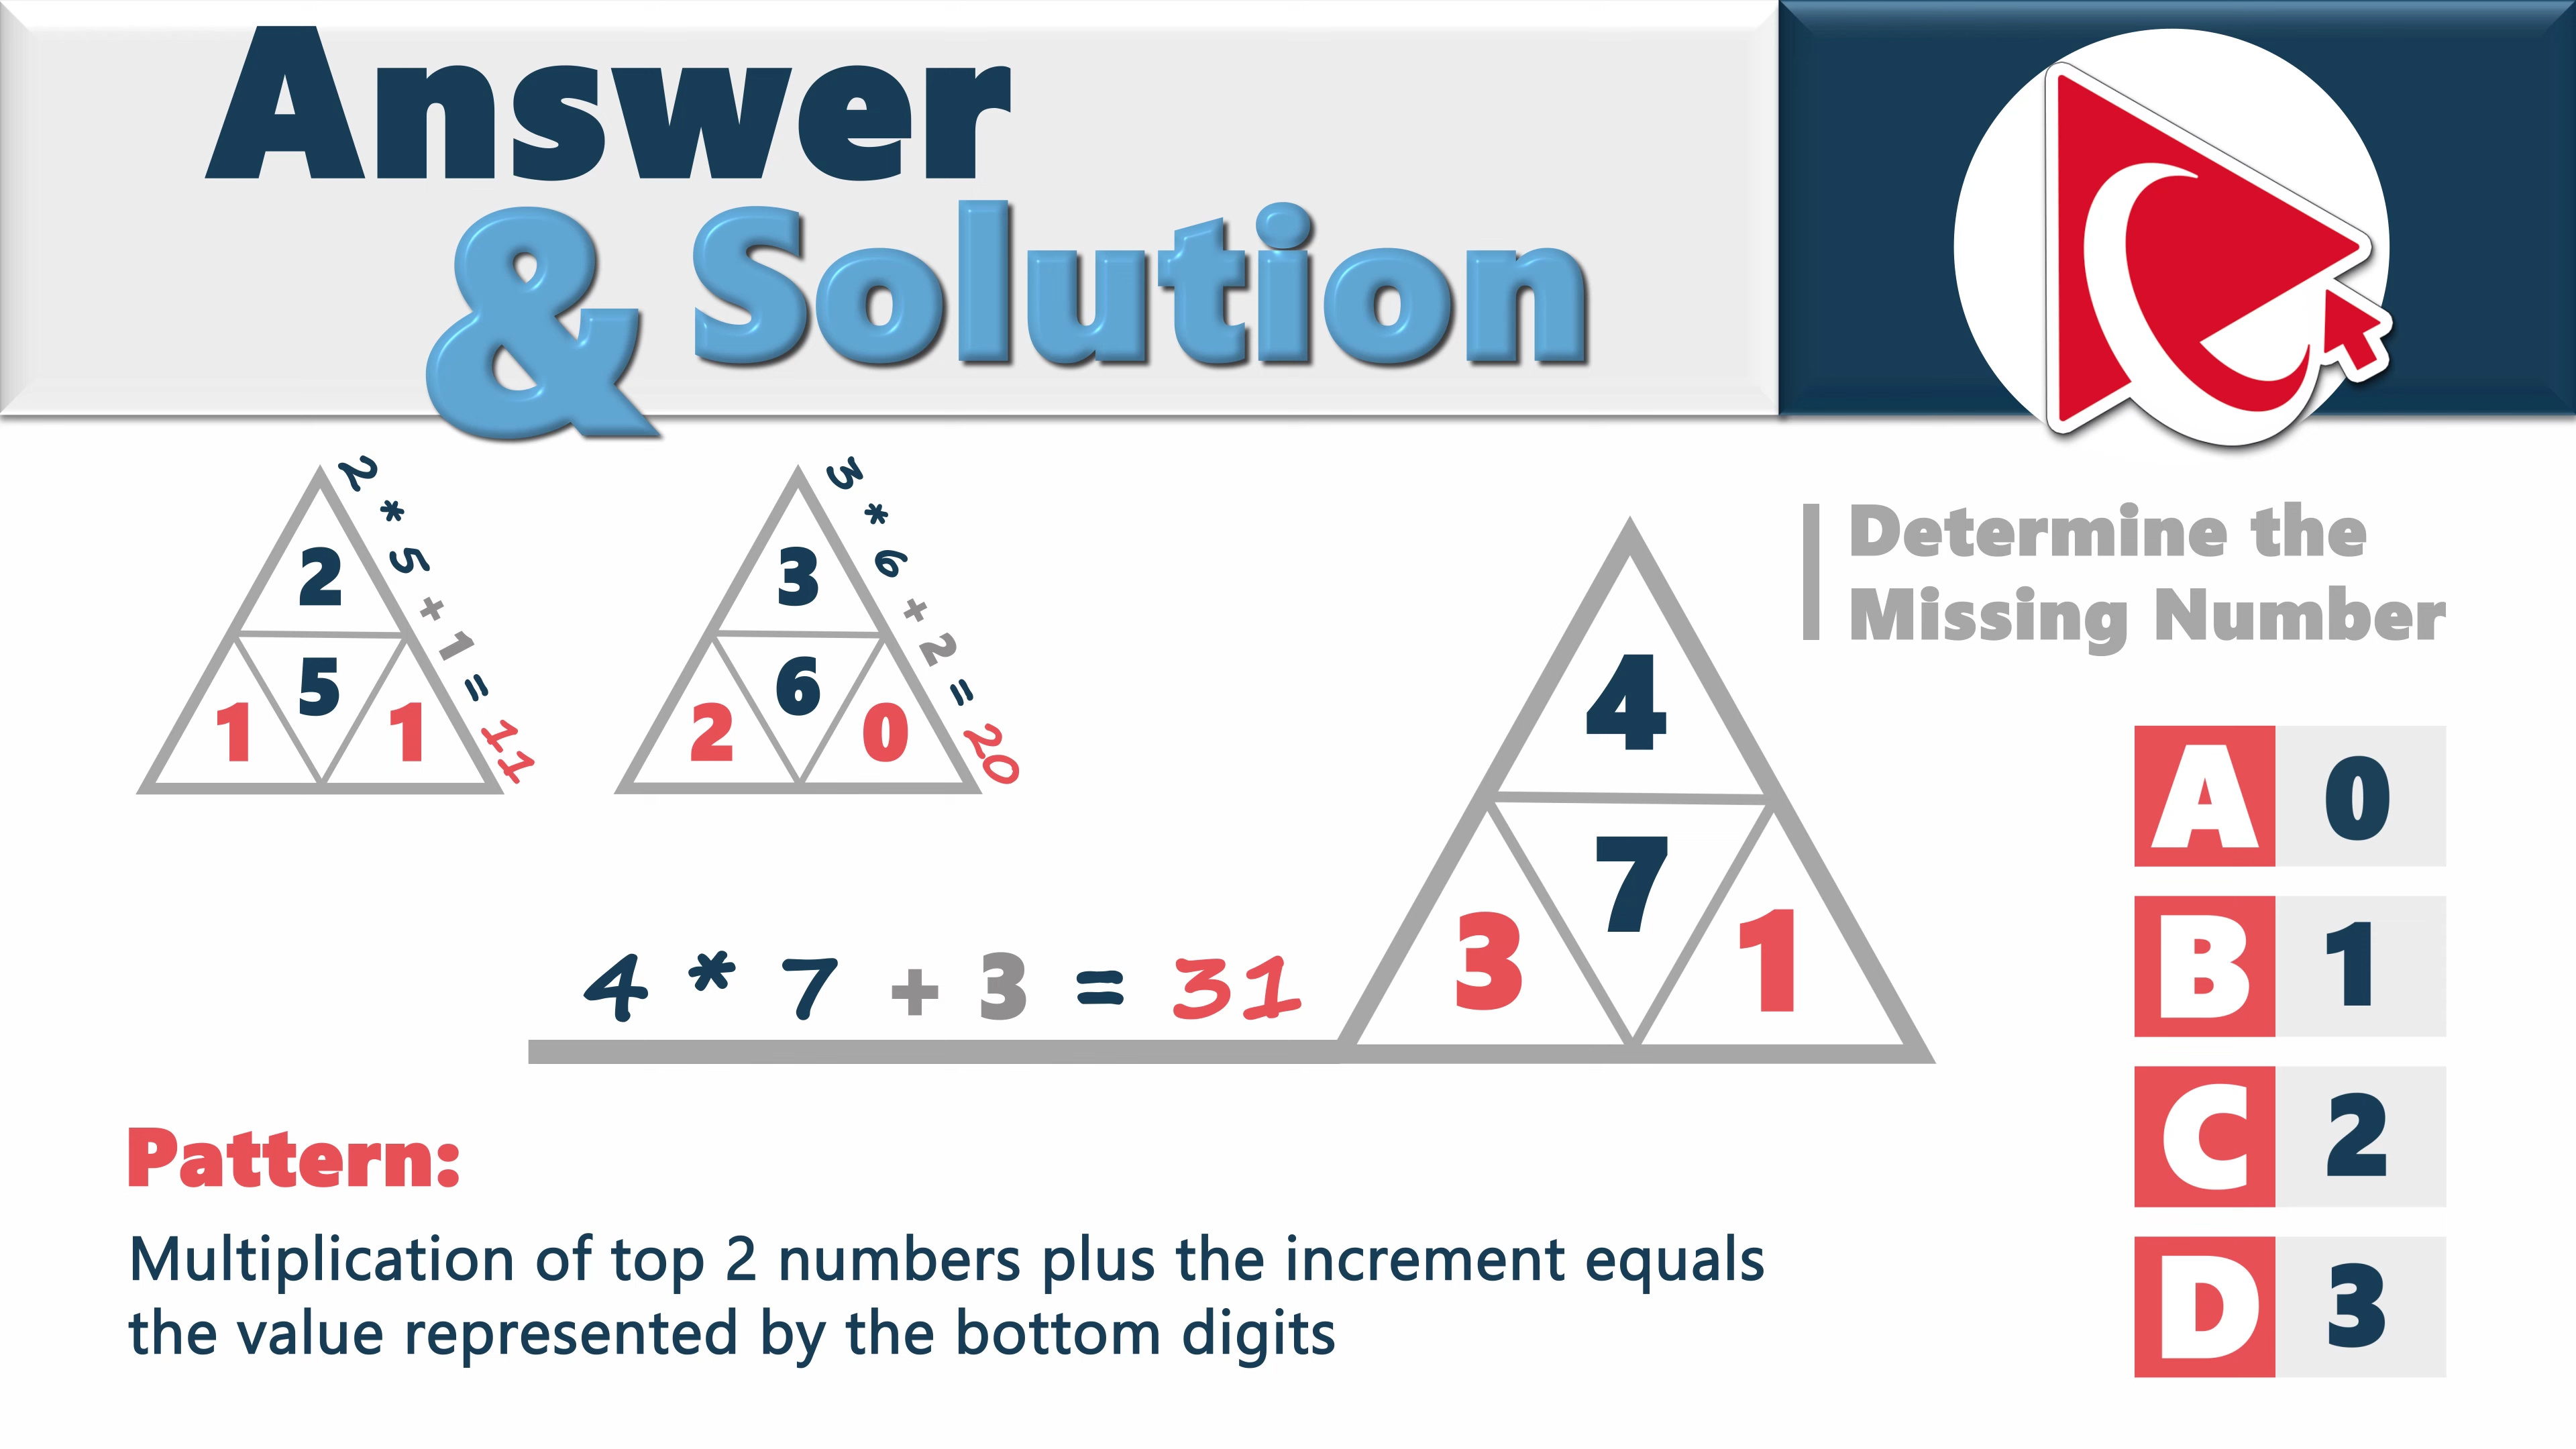 Answer
& Solution
2 * 5 + 1 = 11
2
5
1 1
3 * 6 + 2 = 20
3
6
2 0
Determine the
Missing Number
4
7
3 1
4 * 7 + 3 = 31
A 0
B 1
C 2
D 3
Pattern:
Multiplication of top 2 numbers plus the increment equals
the value represented by the bottom digits